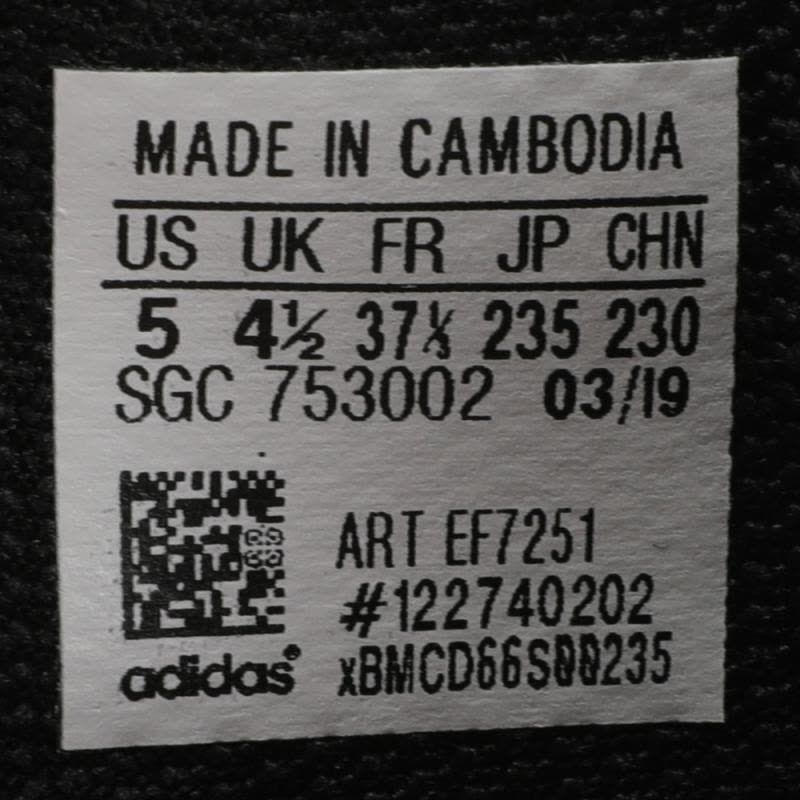 MADE IN CAMBODIA
US UK FR JP CHN
5 4½ 37⅓ 235 230
SGC 753002 03/19
ART EF7251
#122740202
adidas® xBMCD66S00235